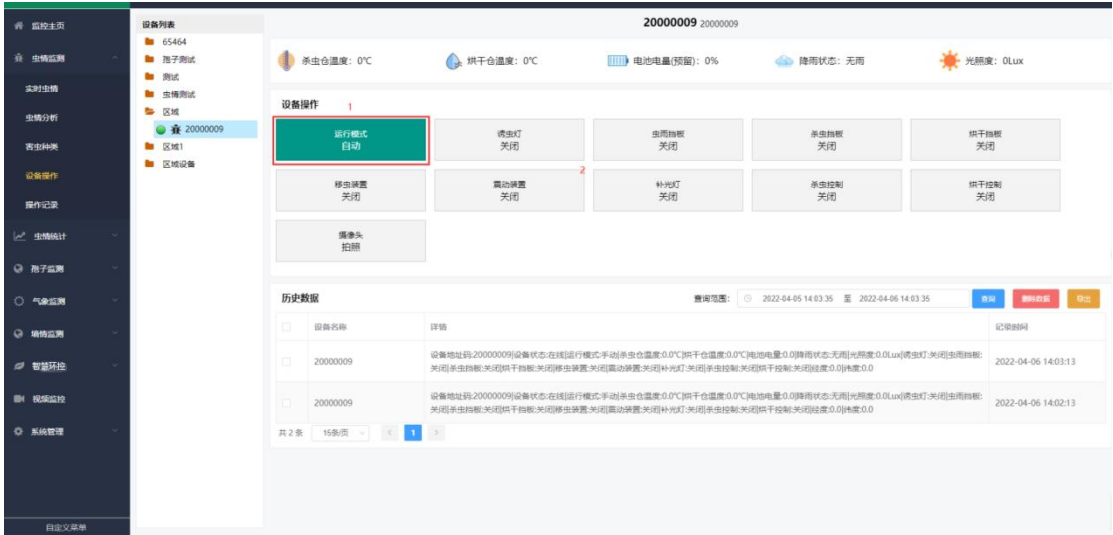 监控主页
虫情监测
实时虫情
虫情分析
害虫种类
设备操作
操作记录
虫情统计
孢子监测
气象监测
墒情监测
智慧环控
视频监控
系统管理
自定义菜单
设备列表
65464
孢子测试
测试
虫情测试
区域
20000009
区域1
区域设备
20000009 20000009
杀虫仓温度：0℃
烘干仓温度：0℃
电池电量(预留)：0%
降雨状态：无雨
光照度：0Lux
设备操作
1
运行模式
自动
诱虫灯
关闭
虫雨挡板
关闭
杀虫挡板
关闭
烘干挡板
关闭
2
移虫装置
关闭
震动装置
关闭
补光灯
关闭
杀虫控制
关闭
烘干控制
关闭
摄像头
拍照
历史数据
查询范围：
2022-04-05 14:03:35 至 2022-04-06 14:03:35
查询
删除数据
导出
设备名称 详情 记录时间
20000009
设备地址码:20000009|设备状态:在线|运行模式:手动|杀虫仓温度:0.0℃|烘干仓温度:0.0℃|电池电量:0.0|降雨状态:无雨|光照度:0.0Lux|诱虫灯:关闭|虫雨挡板:
关闭|杀虫挡板:关闭|烘干挡板:关闭|移虫装置:关闭|震动装置:关闭|补光灯:关闭|杀虫控制:关闭|烘干控制:关闭|经度:0.0|纬度:0.0
2022-04-06 14:03:13
20000009
设备地址码:20000009|设备状态:在线|运行模式:手动|杀虫仓温度:0.0℃|烘干仓温度:0.0℃|电池电量:0.0|降雨状态:无雨|光照度:0.0Lux|诱虫灯:关闭|虫雨挡板:
关闭|杀虫挡板:关闭|烘干挡板:关闭|移虫装置:关闭|震动装置:关闭|补光灯:关闭|杀虫控制:关闭|烘干控制:关闭|经度:0.0|纬度:0.0
2022-04-06 14:02:13
共 2 条 15条/页 < 1 >